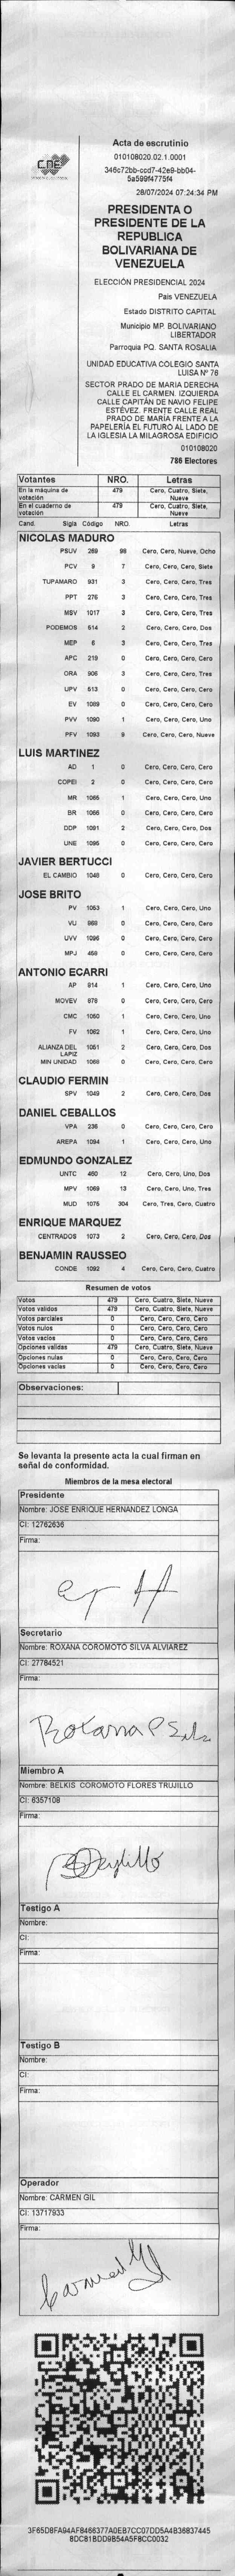 CNE
Acta de escrutinio
010108020.02.1.0001
346c72bb-ccd7-42e9-bb04-
5a599f4775f4
28/07/2024 07:24:34 PM
PRESIDENTA O
PRESIDENTE DE LA
REPUBLICA
BOLIVARIANA DE
VENEZUELA
ELECCIÓN PRESIDENCIAL 2024
Pais VENEZUELA
Estado DISTRITO CAPITAL
Municipio MP. BOLIVARIANO
LIBERTADOR
Parroquia PQ. SANTA ROSALIA
UNIDAD EDUCATIVA COLEGIO SANTA
LUISA Nº 76
SECTOR PRADO DE MARIA DERECHA
CALLE EL CARMEN. IZQUIERDA
CALLE CAPITÁN DE NAVIO FELIPE
ESTÉVEZ. FRENTE CALLE REAL
PRADO DE MARIA FRENTE A LA
PAPELERÍA EL FUTURO AL LADO DE
LA IGLESIA LA MILAGROSA EDIFICIO
010108020
786 Electores
Votantes NRO. Letras
En la máquina de votación 479 Cero, Cuatro, Siete, Nueve
En el cuaderno de votación 479 Cero, Cuatro, Siete, Nueve
Cand. Sigla Código NRO. Letras
NICOLAS MADURO
PSUV 269 98 Cero, Cero, Nueve, Ocho
PCV 9 7 Cero, Cero, Cero, Siete
TUPAMARO 931 3 Cero, Cero, Cero, Tres
PPT 276 3 Cero, Cero, Cero, Tres
MSV 1017 3 Cero, Cero, Cero, Tres
PODEMOS 514 2 Cero, Cero, Cero, Dos
MEP 6 3 Cero, Cero, Cero, Tres
APC 219 0 Cero, Cero, Cero, Cero
ORA 906 3 Cero, Cero, Cero, Tres
UPV 513 0 Cero, Cero, Cero, Cero
EV 1089 0 Cero, Cero, Cero, Cero
PVV 1090 1 Cero, Cero, Cero, Uno
PFV 1093 9 Cero, Cero, Cero, Nueve
LUIS MARTINEZ
AD 1 0 Cero, Cero, Cero, Cero
COPEI 2 0 Cero, Cero, Cero, Cero
MR 1065 1 Cero, Cero, Cero, Uno
BR 1066 0 Cero, Cero, Cero, Cero
DDP 1091 2 Cero, Cero, Cero, Dos
UNE 1095 0 Cero, Cero, Cero, Cero
JAVIER BERTUCCI
EL CAMBIO 1048 0 Cero, Cero, Cero, Cero
JOSE BRITO
PV 1053 1 Cero, Cero, Cero, Uno
VU 968 0 Cero, Cero, Cero, Cero
UVV 1096 0 Cero, Cero, Cero, Cero
MPJ 459 0 Cero, Cero, Cero, Cero
ANTONIO ECARRI
AP 914 1 Cero, Cero, Cero, Uno
MOVEV 978 0 Cero, Cero, Cero, Cero
CMC 1050 1 Cero, Cero, Cero, Uno
FV 1062 1 Cero, Cero, Cero, Uno
ALIANZA DEL LAPIZ 1051 2 Cero, Cero, Cero, Dos
MIN UNIDAD 1068 0 Cero, Cero, Cero, Cero
CLAUDIO FERMIN
SPV 1049 2 Cero, Cero, Cero, Dos
DANIEL CEBALLOS
VPA 236 0 Cero, Cero, Cero, Cero
AREPA 1094 1 Cero, Cero, Cero, Uno
EDMUNDO GONZALEZ
UNTC 460 12 Cero, Cero, Uno, Dos
MPV 1069 13 Cero, Cero, Uno, Tres
MUD 1075 304 Cero, Tres, Cero, Cuatro
ENRIQUE MARQUEZ
CENTRADOS 1073 2 Cero, Cero, Cero, Dos
BENJAMIN RAUSSEO
CONDE 1092 4 Cero, Cero, Cero, Cuatro
Resumen de votos
Votos 479 Cero, Cuatro, Siete, Nueve
Votos validos 479 Cero, Cuatro, Siete, Nueve
Votos parciales 0 Cero, Cero, Cero, Cero
Votos nulos 0 Cero, Cero, Cero, Cero
Votos vacios 0 Cero, Cero, Cero, Cero
Opciones validas 479 Cero, Cuatro, Siete, Nueve
Opciones nulas 0 Cero, Cero, Cero, Cero
Opciones vacias 0 Cero, Cero, Cero, Cero
Observaciones:
Se levanta la presente acta la cual firman en
señal de conformidad.
Miembros de la mesa electoral
Presidente
Nombre: JOSE ENRIQUE HERNANDEZ LONGA
CI: 12762636
Firma:
Secretario
Nombre: ROXANA COROMOTO SILVA ALVIAREZ
CI: 27784521
Firma:
Roxana Silva
Miembro A
Nombre: BELKIS COROMOTO FLORES TRUJILLO
CI: 6357108
Firma:
Testigo A
Nombre:
CI:
Firma:
Testigo B
Nombre:
CI:
Firma:
Operador
Nombre: CARMEN GIL
CI: 13717933
Firma:
3F65D8FA94AF8466377A0EB7CC07DD5A4B36837445
8DC81BDD9B54A5F8CC0032